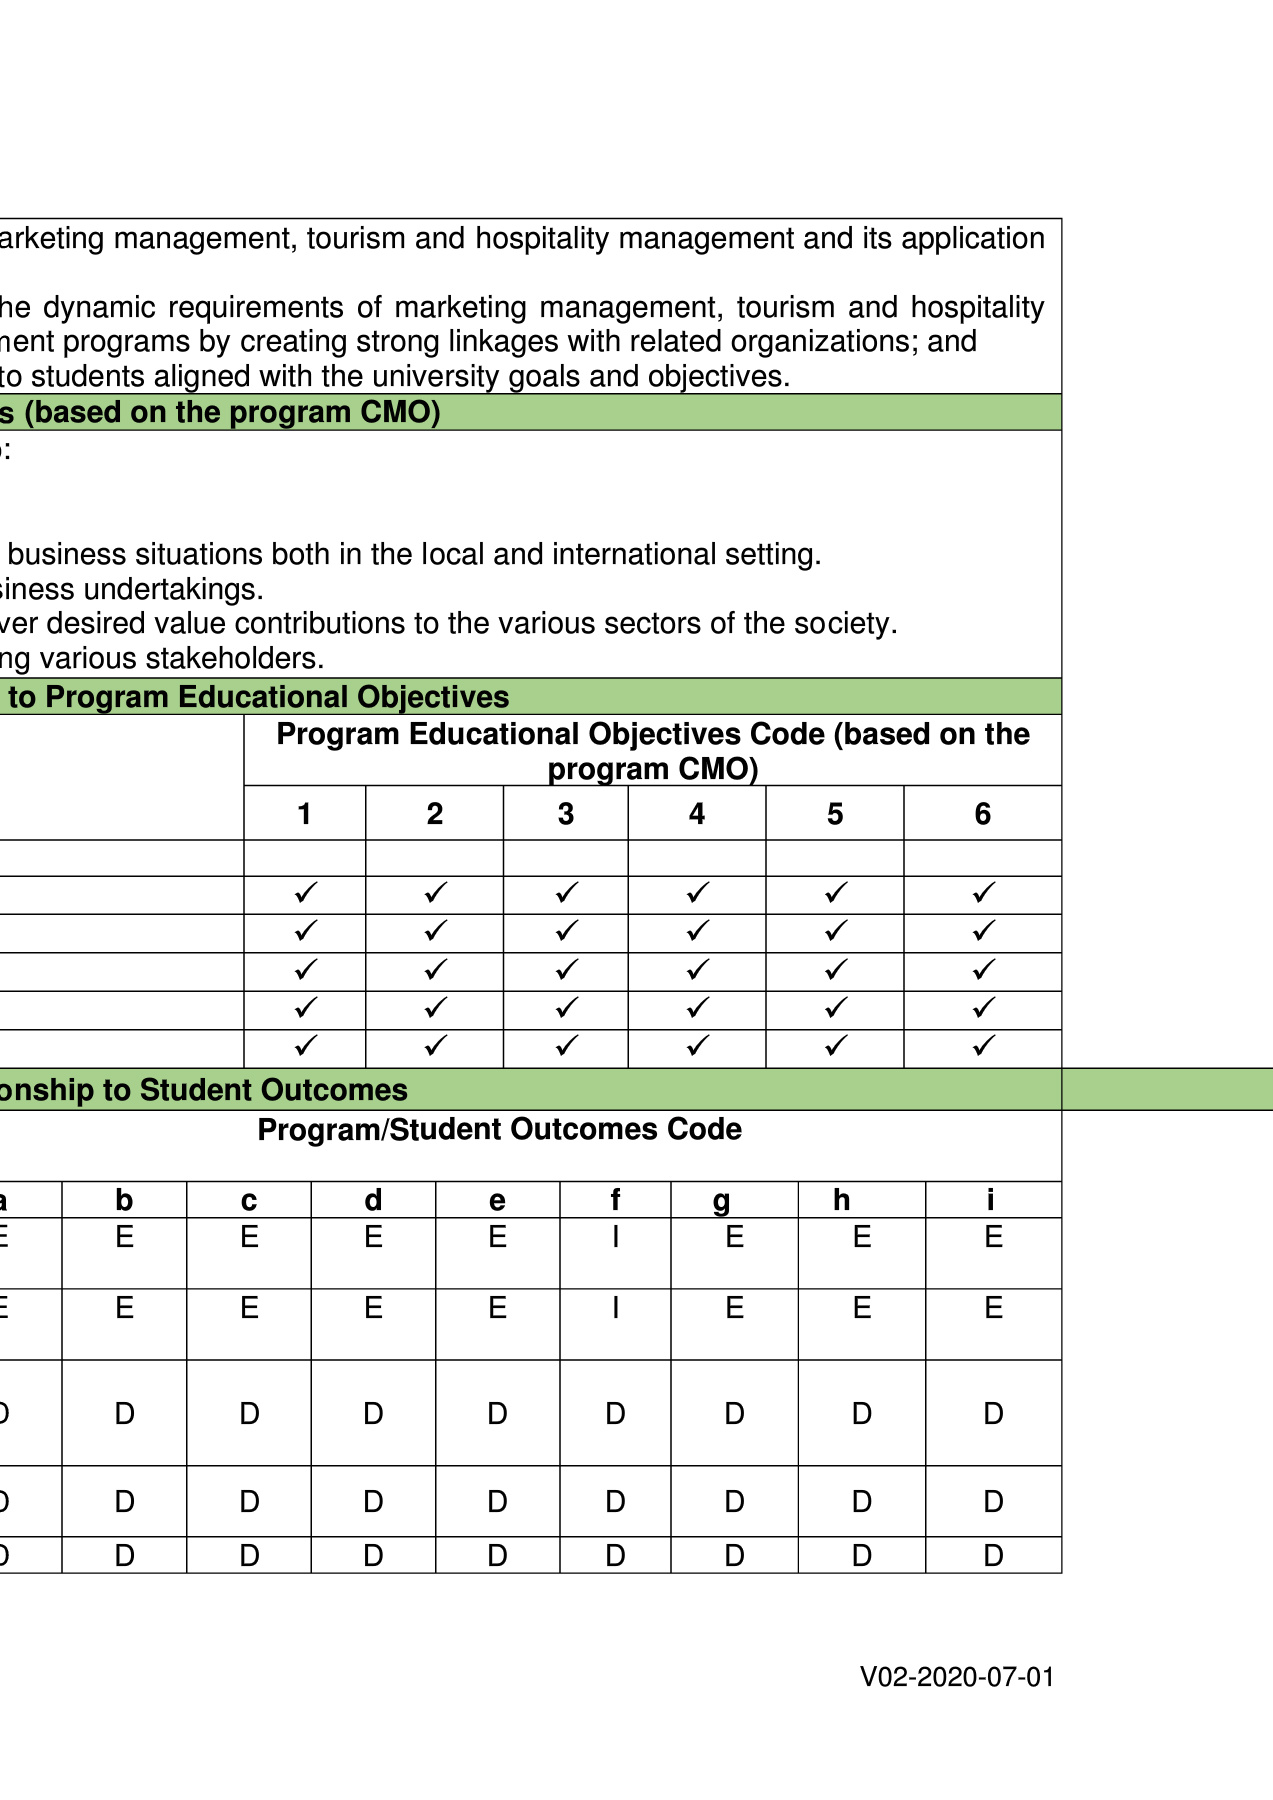 arketing management, tourism and hospitality management and its application
he dynamic requirements of marketing management, tourism and hospitality
ment programs by creating strong linkages with related organizations; and
to students aligned with the university goals and objectives.
s (based on the program CMO)
o:
business situations both in the local and international setting.
siness undertakings.
ver desired value contributions to the various sectors of the society.
ng various stakeholders.
to Program Educational Objectives
Program Educational Objectives Code (based on the
program CMO)
1 2 3 4 5 6
✓ ✓ ✓ ✓ ✓ ✓
✓ ✓ ✓ ✓ ✓ ✓
✓ ✓ ✓ ✓ ✓ ✓
✓ ✓ ✓ ✓ ✓ ✓
✓ ✓ ✓ ✓ ✓ ✓
onship to Student Outcomes
Program/Student Outcomes Code
a b c d e f g h i
E E E E E I E E E
E E E E E I E E E
D D D D D D D D D
D D D D D D D D D
D D D D D D D D D
V02-2020-07-01